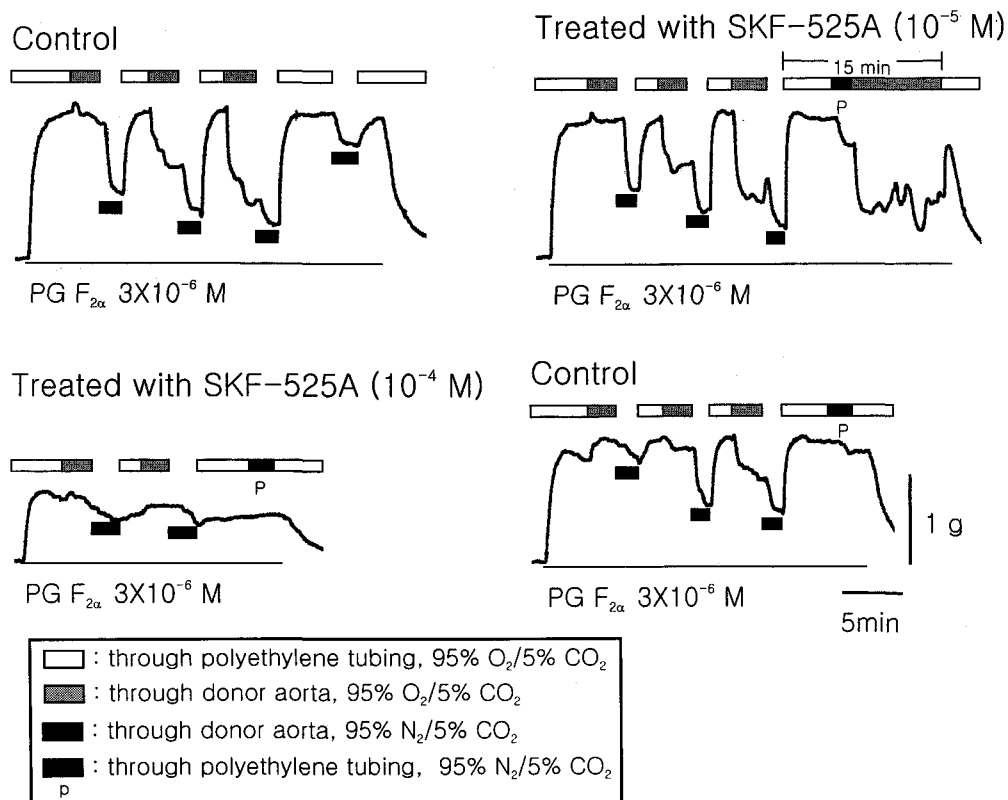 Control
PG F₂α 3X10⁻⁶ M
Treated with SKF-525A (10⁻⁵ M)
15 min
P
PG F₂α 3X10⁻⁶ M
Treated with SKF-525A (10⁻⁴ M)
P
PG F₂α 3X10⁻⁶ M
Control
P
PG F₂α 3X10⁻⁶ M
1 g
5min
: through polyethylene tubing, 95% O₂/5% CO₂
: through donor aorta, 95% O₂/5% CO₂
: through donor aorta, 95% N₂/5% CO₂
: through polyethylene tubing, 95% N₂/5% CO₂
p